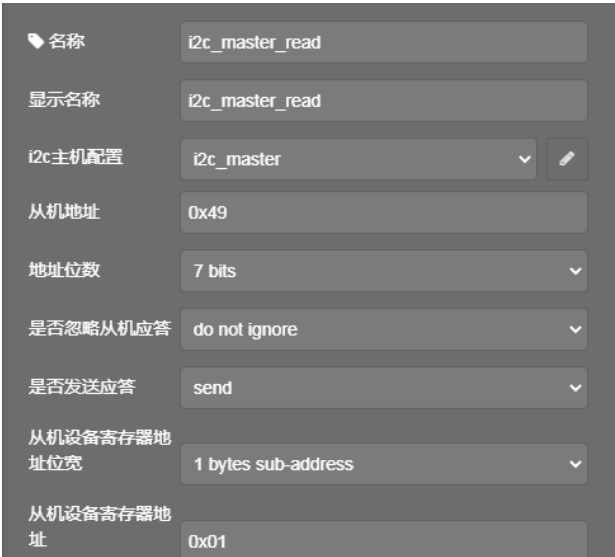 名称 i2c_master_read
显示名称 i2c_master_read
i2c主机配置 i2c_master
从机地址 0x49
地址位数 7 bits
是否忽略从机应答 do not ignore
是否发送应答 send
从机设备寄存器地
址位宽 1 bytes sub-address
从机设备寄存器地
址 0x01